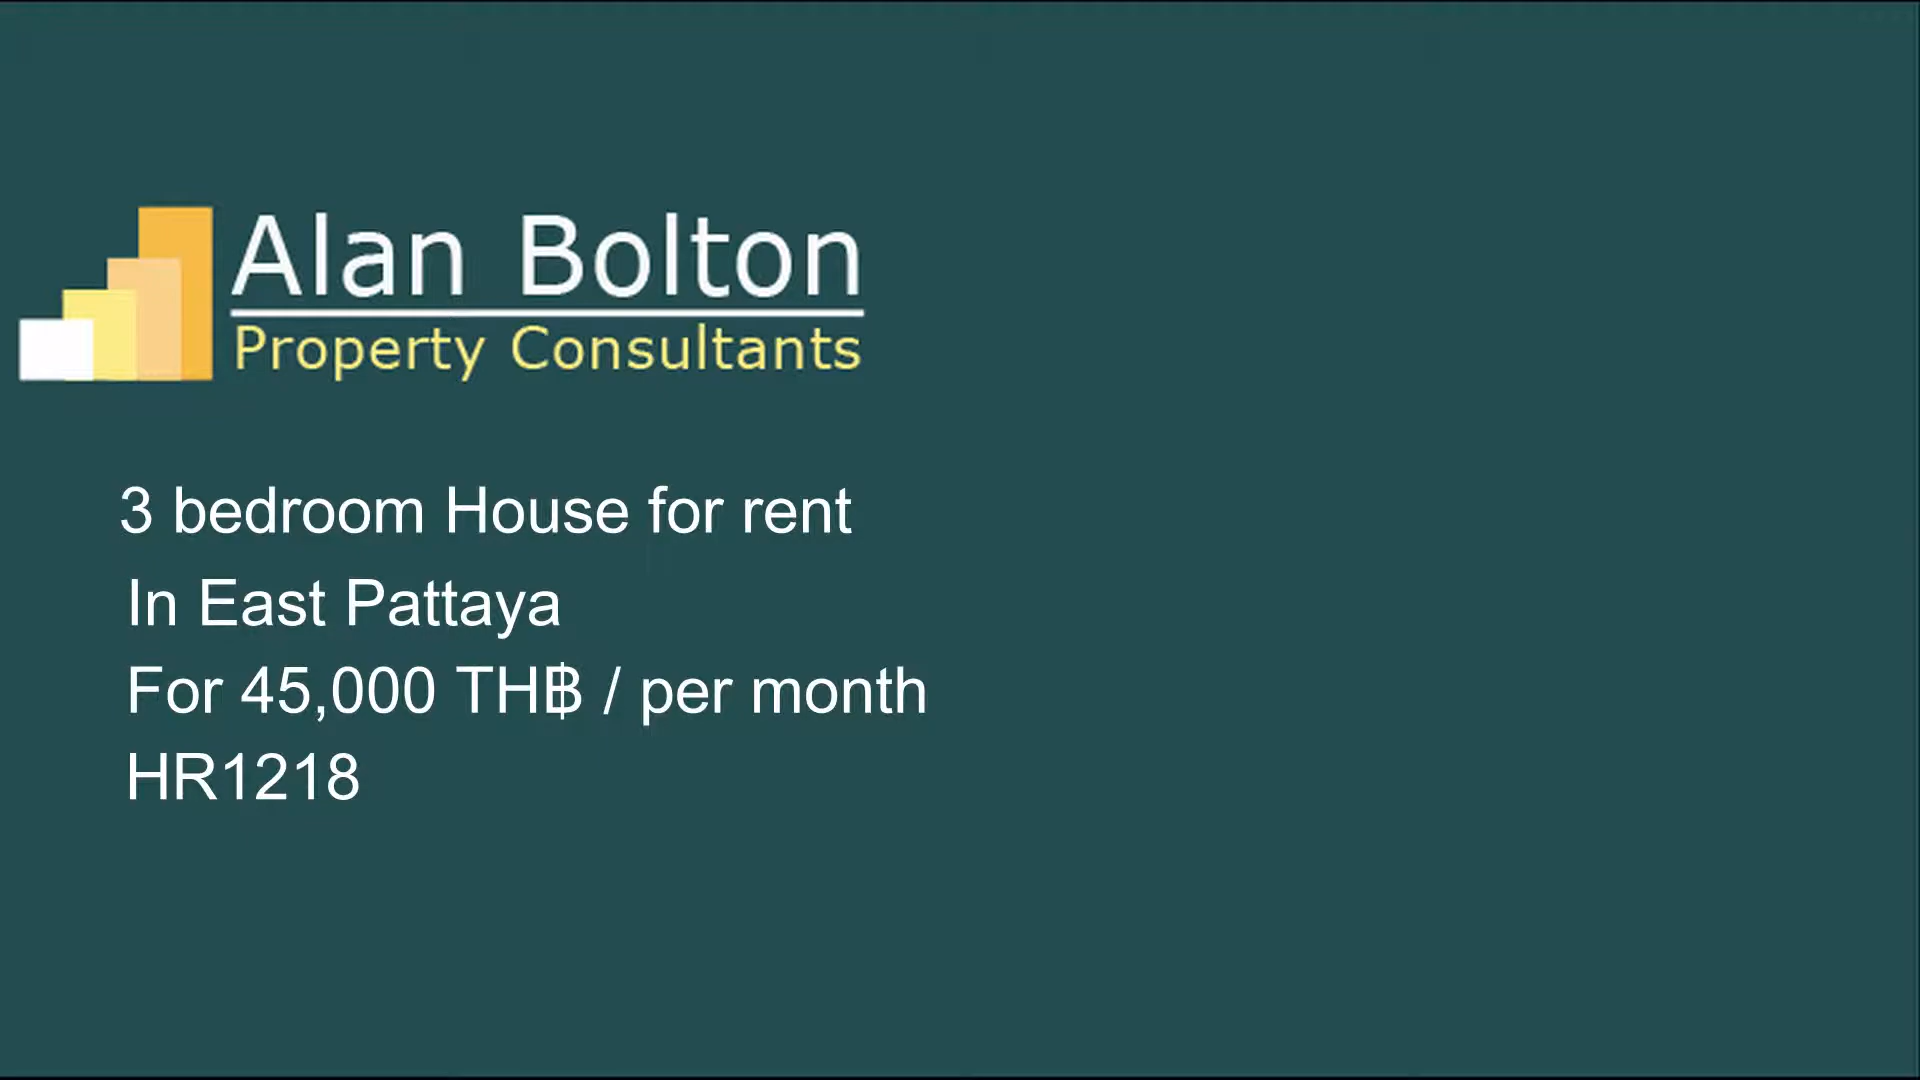 Alan Bolton
Property Consultants
3 bedroom House for rent
In East Pattaya
For 45,000 TH฿ / per month
HR1218